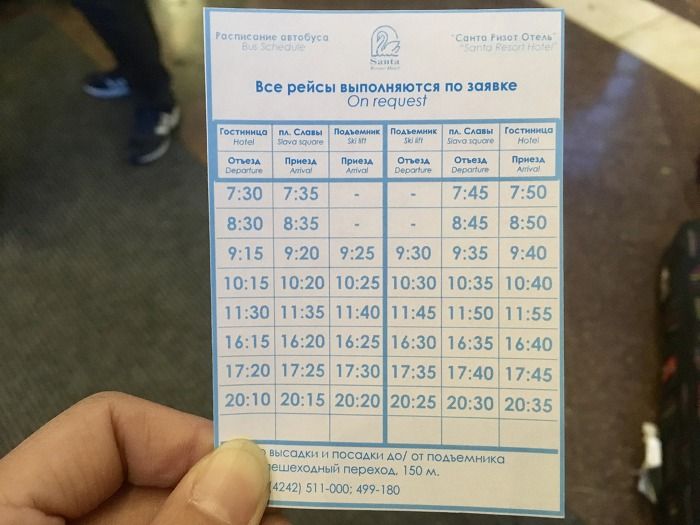 Расписание автобуса
Bus Schedule
Santa
Resort Hotel
"Санта Ризот Отель"
"Santa Resort Hotel"
Все рейсы выполняются по заявке
On request
Гостиница пл. Славы Подъемник Подъемник пл. Славы Гостиница
Hotel Slava square Ski lift Ski lift Slava square Hotel
Отъезд Приезд Приезд Отъезд Отъезд Приезд
Departure Arrival Arrival Departure Departure Arrival
7:30 7:35 - - 7:45 7:50
8:30 8:35 - - 8:45 8:50
9:15 9:20 9:25 9:30 9:35 9:40
10:15 10:20 10:25 10:30 10:35 10:40
11:30 11:35 11:40 11:45 11:50 11:55
16:15 16:20 16:25 16:30 16:35 16:40
17:20 17:25 17:30 17:35 17:40 17:45
20:10 20:15 20:20 20:25 20:30 20:35
высадки и посадки до/ от подъемника
пешеходный переход, 150 м.
(4242) 511-000; 499-180